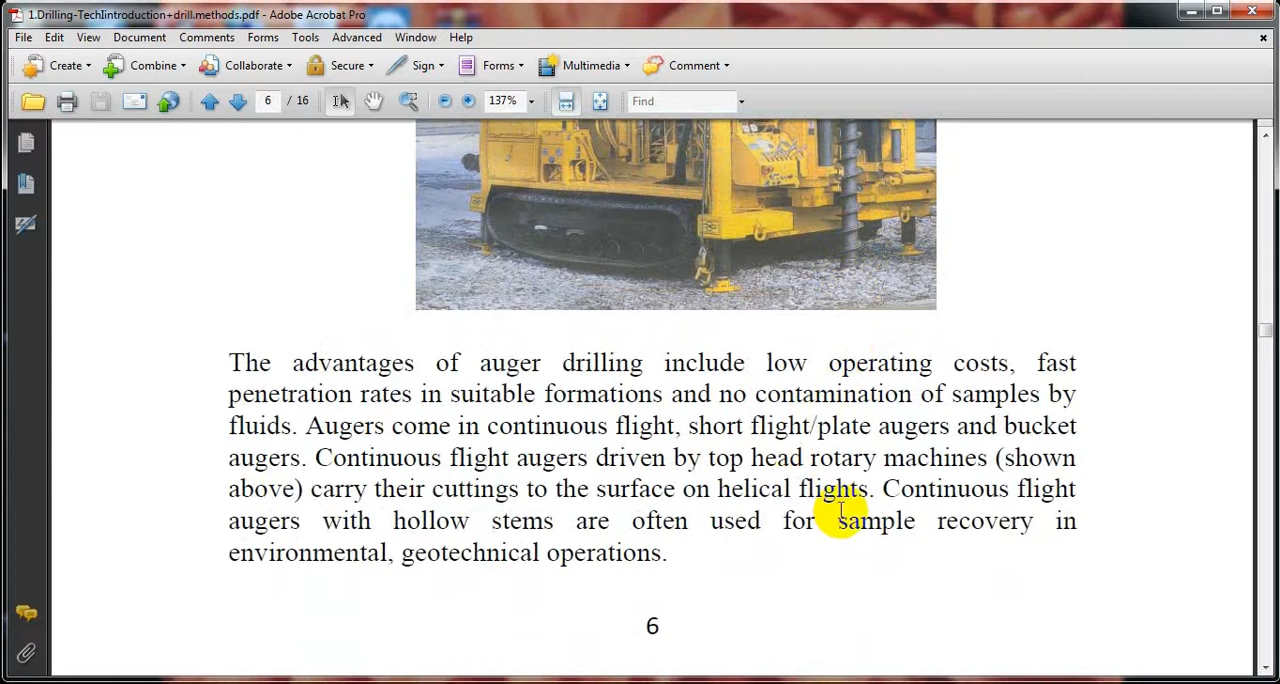 1.Drilling-Tech1introduction+drill.methods.pdf - Adobe Acrobat Pro
File Edit View Document Comments Forms Tools Advanced Window Help
Create Combine Collaborate Secure Sign Forms Multimedia Comment
6 / 16 137% Find
The advantages of auger drilling include low operating costs, fast
penetration rates in suitable formations and no contamination of samples by
fluids. Augers come in continuous flight, short flight/plate augers and bucket
augers. Continuous flight augers driven by top head rotary machines (shown
above) carry their cuttings to the surface on helical flights. Continuous flight
augers with hollow stems are often used for sample recovery in
environmental, geotechnical operations.
6